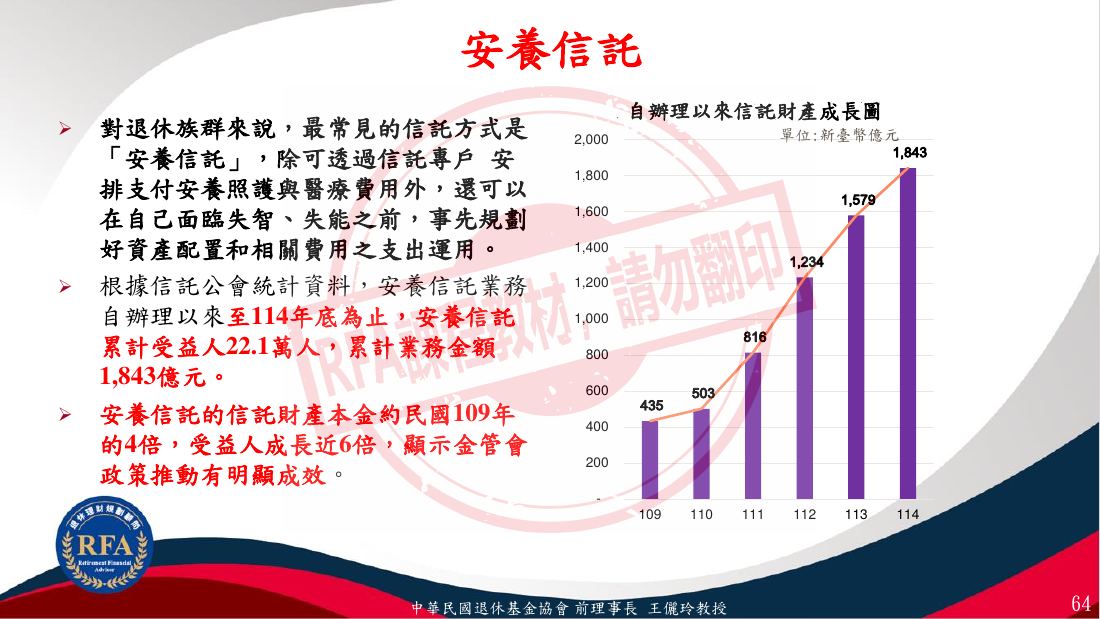 安養信託
對退休族群來說，最常見的信託方式是
「安養信託」，除可透過信託專戶 安
排支付安養照護與醫療費用外，還可以
在自己面臨失智、失能之前，事先規劃
好資產配置和相關費用之支出運用。
根據信託公會統計資料，安養信託業務
自辦理以來至114年底為止，安養信託
累計受益人22.1萬人，累計業務金額
1,843億元。
安養信託的信託財產本金約民國109年
的4倍，受益人成長近6倍，顯示金管會
政策推動有明顯成效。
自辦理以來信託財產成長圖
單位:新臺幣億元
2,000
1,800
1,600
1,400
1,200
1,000
800
600
400
200
-
435
503
816
1,234
1,579
1,843
109
110
111
112
113
114
RFA課程教材，請勿翻印
退休理財規劃顧問
RFA
Retirement Financial
Advisor
中華民國退休基金協會 前理事長 王儷玲教授
64